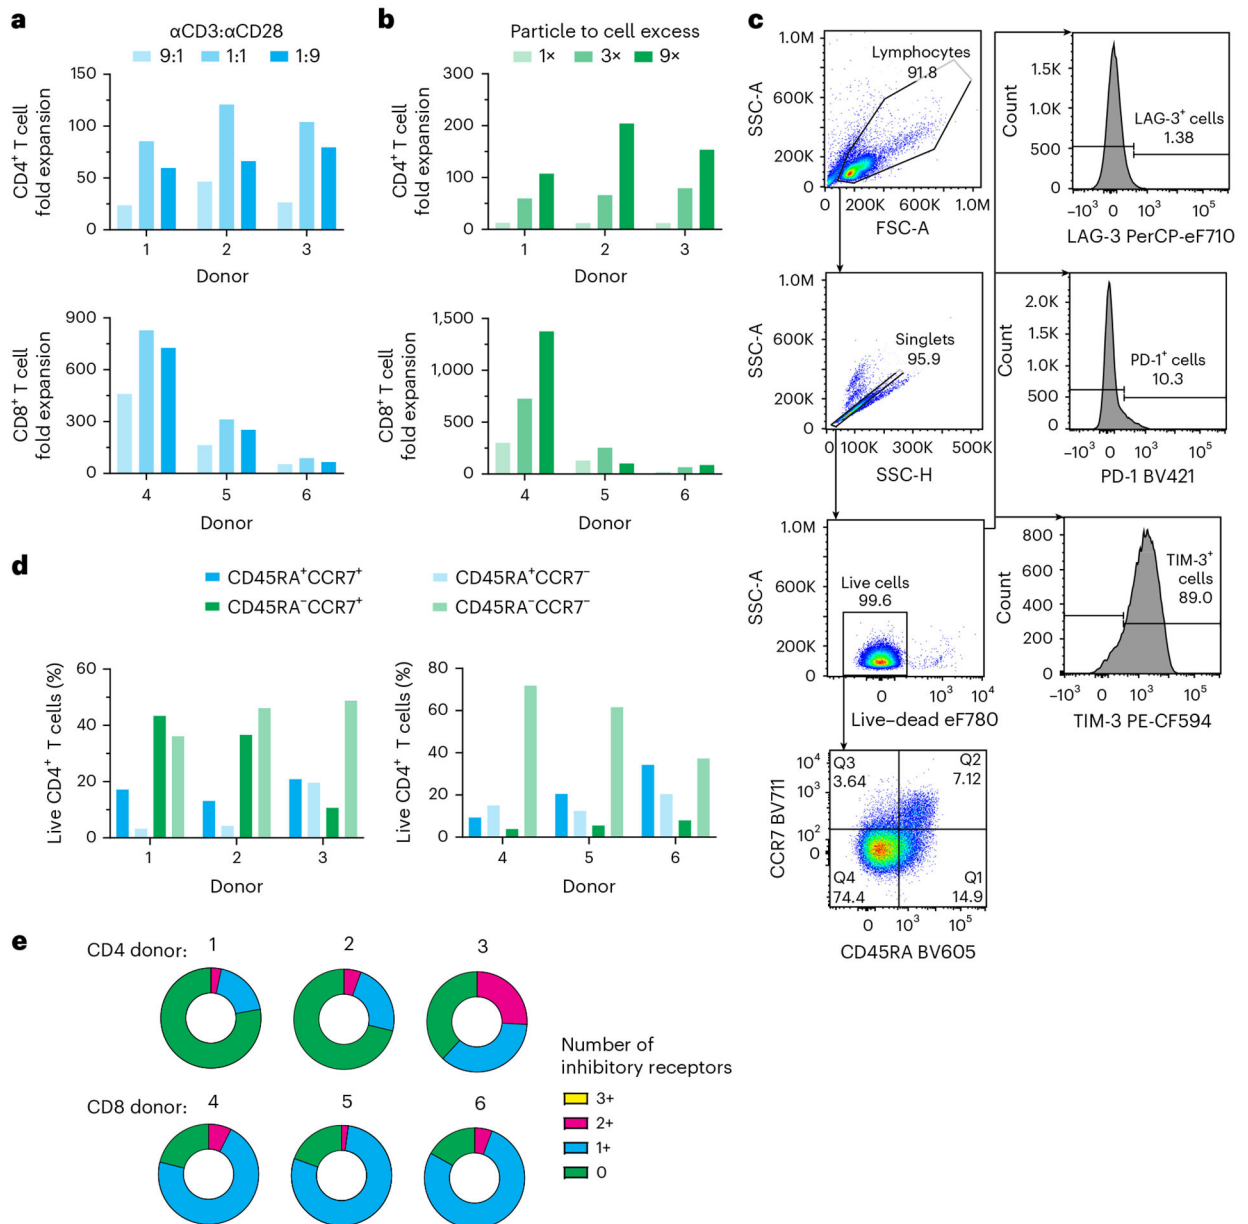 a
αCD3:αCD28
9:1 1:1 1:9
CD4⁺ T cell
fold expansion
150
100
50
0
1 2 3
Donor
CD8⁺ T cell
fold expansion
900
600
300
0
4 5 6
Donor
b
Particle to cell excess
1× 3× 9×
CD4⁺ T cell
fold expansion
300
200
100
0
1 2 3
Donor
CD8⁺ T cell
fold expansion
1,500
1,000
500
0
4 5 6
Donor
c
SSC-A
1.0M
600K
200K
0
Lymphocytes
91.8
0 200K 600K 1.0M
FSC-A
SSC-A
1.0M
600K
200K
0
Singlets
95.9
100K 300K 500K
SSC-H
SSC-A
1.0M
600K
200K
0
Live cells
99.6
0 10³ 10⁴
Live–dead eF780
CCR7 BV711
10⁴
10³
10²
0
Q3
3.64
Q2
7.12
Q4
74.4
Q1
14.9
0 10³ 10⁵
CD45RA BV605
Count
1.5K
1.0K
500
0
LAG-3⁺ cells
1.38
−10³ 0 10³ 10⁵
LAG-3 PerCP-eF710
Count
2.0K
1.5K
1.0K
500
0
PD-1⁺ cells
10.3
−10³ 0 10³ 10⁵
PD-1 BV421
Count
800
600
400
200
0
TIM-3⁺
cells
89.0
−10³ 0 10³ 10⁵
TIM-3 PE-CF594
d
CD45RA⁺CCR7⁺ CD45RA⁺CCR7⁻
CD45RA⁻CCR7⁺ CD45RA⁻CCR7⁻
Live CD4⁺ T cells (%)
60
40
20
0
1 2 3
Donor
Live CD4⁺ T cells (%)
80
60
40
20
0
4 5 6
Donor
e
CD4 donor: 1 2 3
CD8 donor: 4 5 6
Number of
inhibitory receptors
3+
2+
1+
0